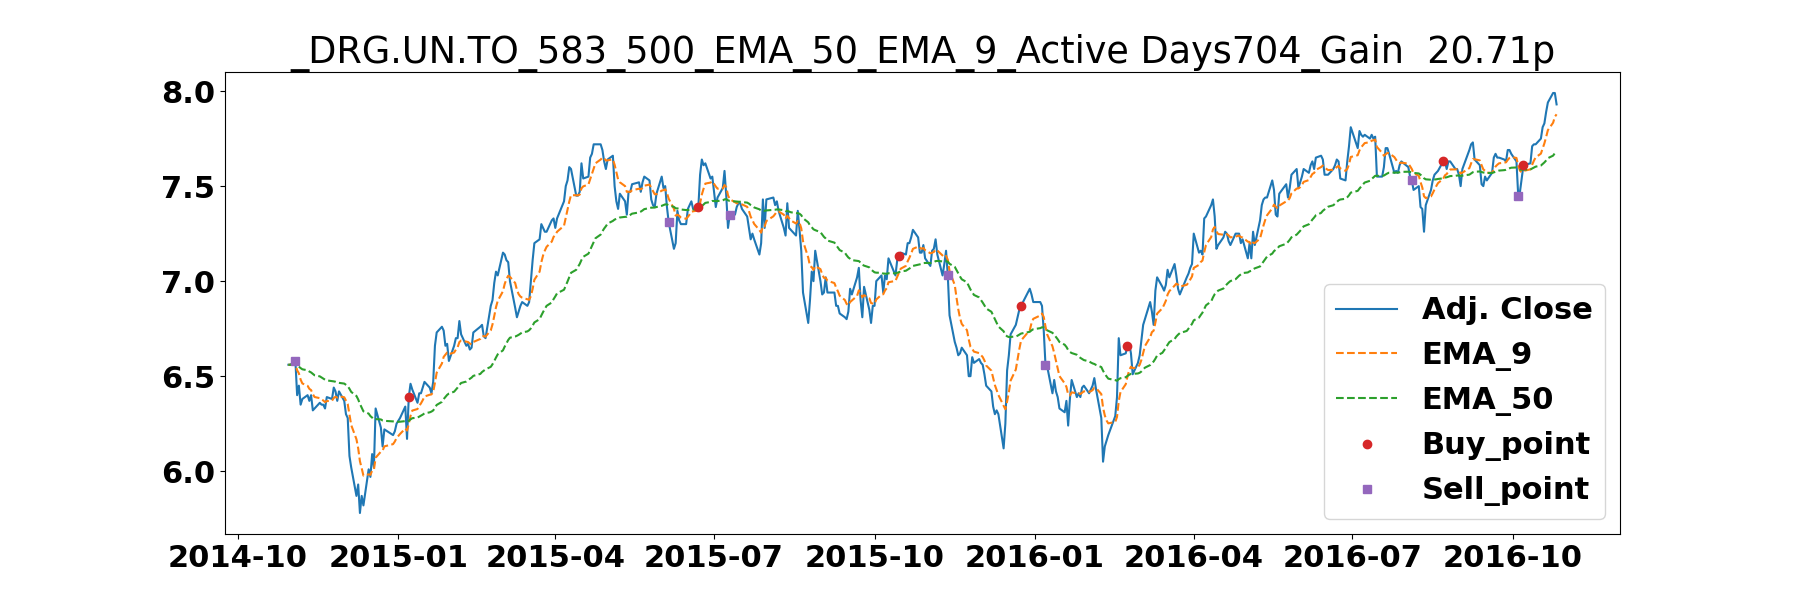 _DRG.UN.TO_583_500_EMA_50_EMA_9_Active Days704_Gain  20.71p
8.0
7.5
7.0
6.5
6.0
Adj. Close
EMA_9
EMA_50
Buy_point
Sell_point
2014-10 2015-01 2015-04 2015-07 2015-10 2016-01 2016-04 2016-07 2016-10